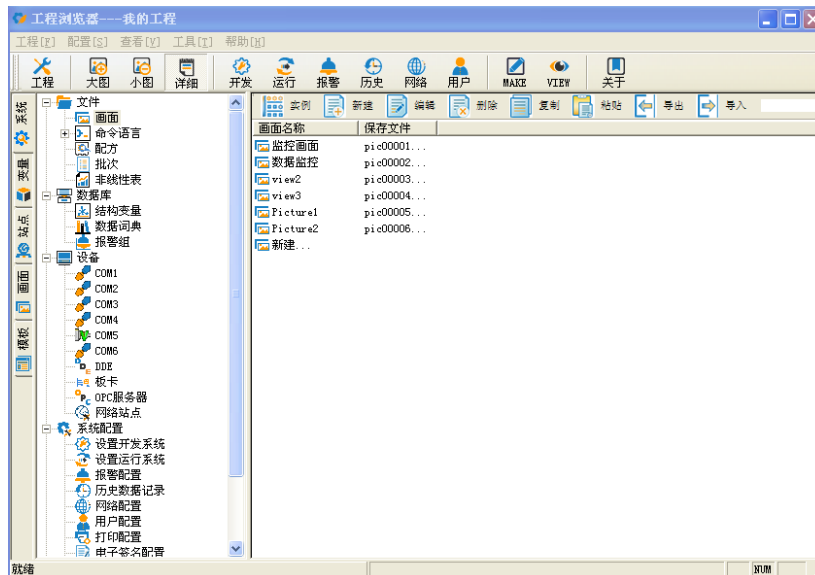 工程浏览器---我的工程
工程[F] 配置[S] 查看[V] 工具[T] 帮助[H]
工程 大图 小图 详细 开发 运行 报警 历史 网络 用户 MAKE VIEW 关于
实例 新建 编辑 删除 复制 粘贴 导出 导入
系统
变量
站点
画面
模板
文件
画面
命令语言
配方
批次
非线性表
数据库
结构变量
数据词典
报警组
设备
COM1
COM2
COM3
COM4
COM5
COM6
DDE
板卡
OPC服务器
网络站点
系统配置
设置开发系统
设置运行系统
报警配置
历史数据记录
网络配置
用户配置
打印配置
电子签名配置
画面名称 保存文件
监控画面 pic00001...
数据监控 pic00002...
view2 pic00003...
view3 pic00004...
Picture1 pic00005...
Picture2 pic00006...
新建...
就绪 NUM